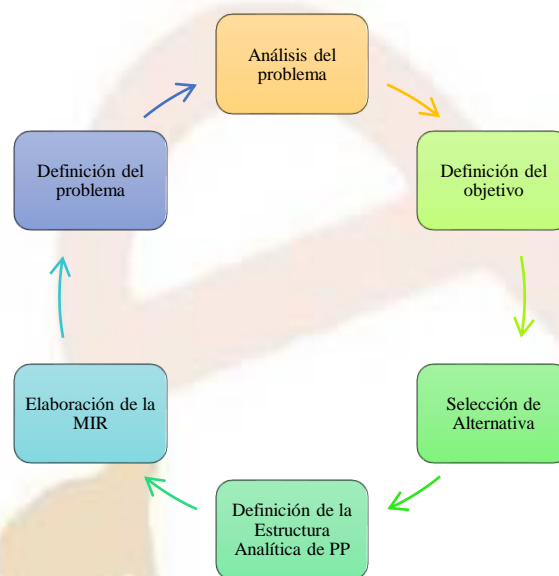 Análisis del
problema
Definición del
problema
Definición del
objetivo
Elaboración de la
MIR
Selección de
Alternativa
Definición de la
Estructura
Analítica de PP